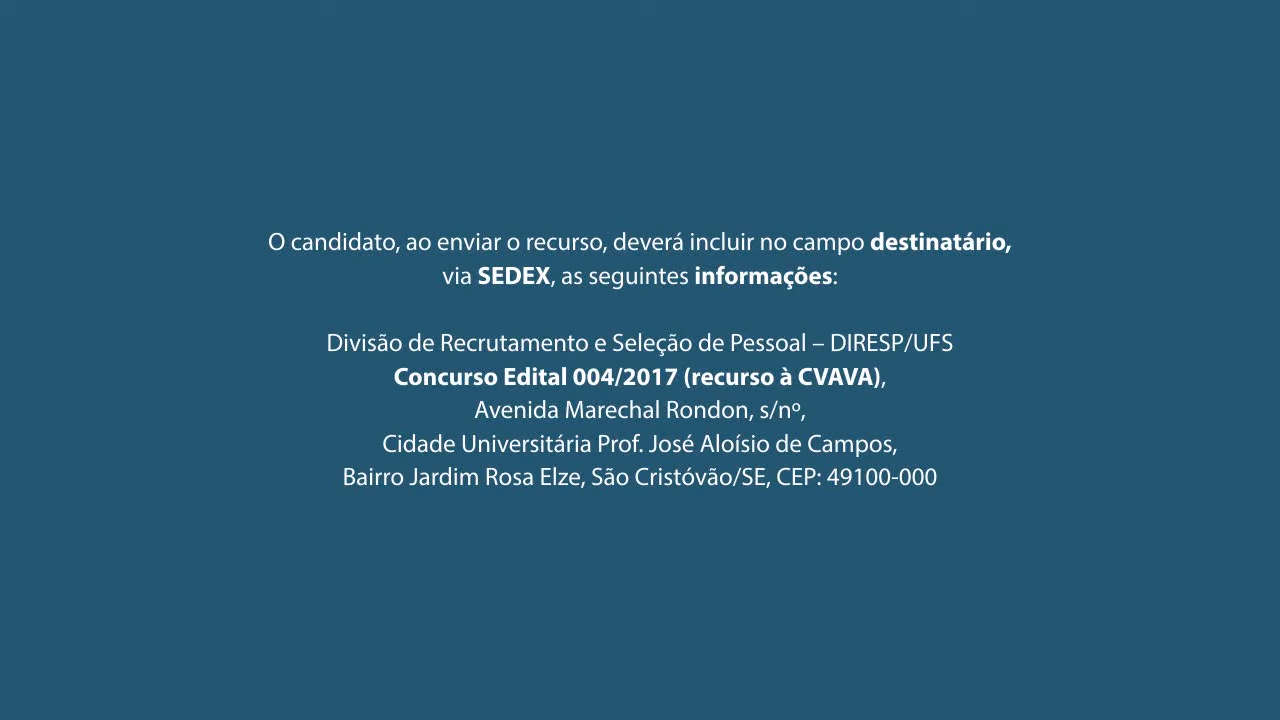 O candidato, ao enviar o recurso, deverá incluir no campo destinatário,
via SEDEX, as seguintes informações:
Divisão de Recrutamento e Seleção de Pessoal – DIRESP/UFS
Concurso Edital 004/2017 (recurso à CVAVA),
Avenida Marechal Rondon, s/nº,
Cidade Universitária Prof. José Aloísio de Campos,
Bairro Jardim Rosa Elze, São Cristóvão/SE, CEP: 49100-000